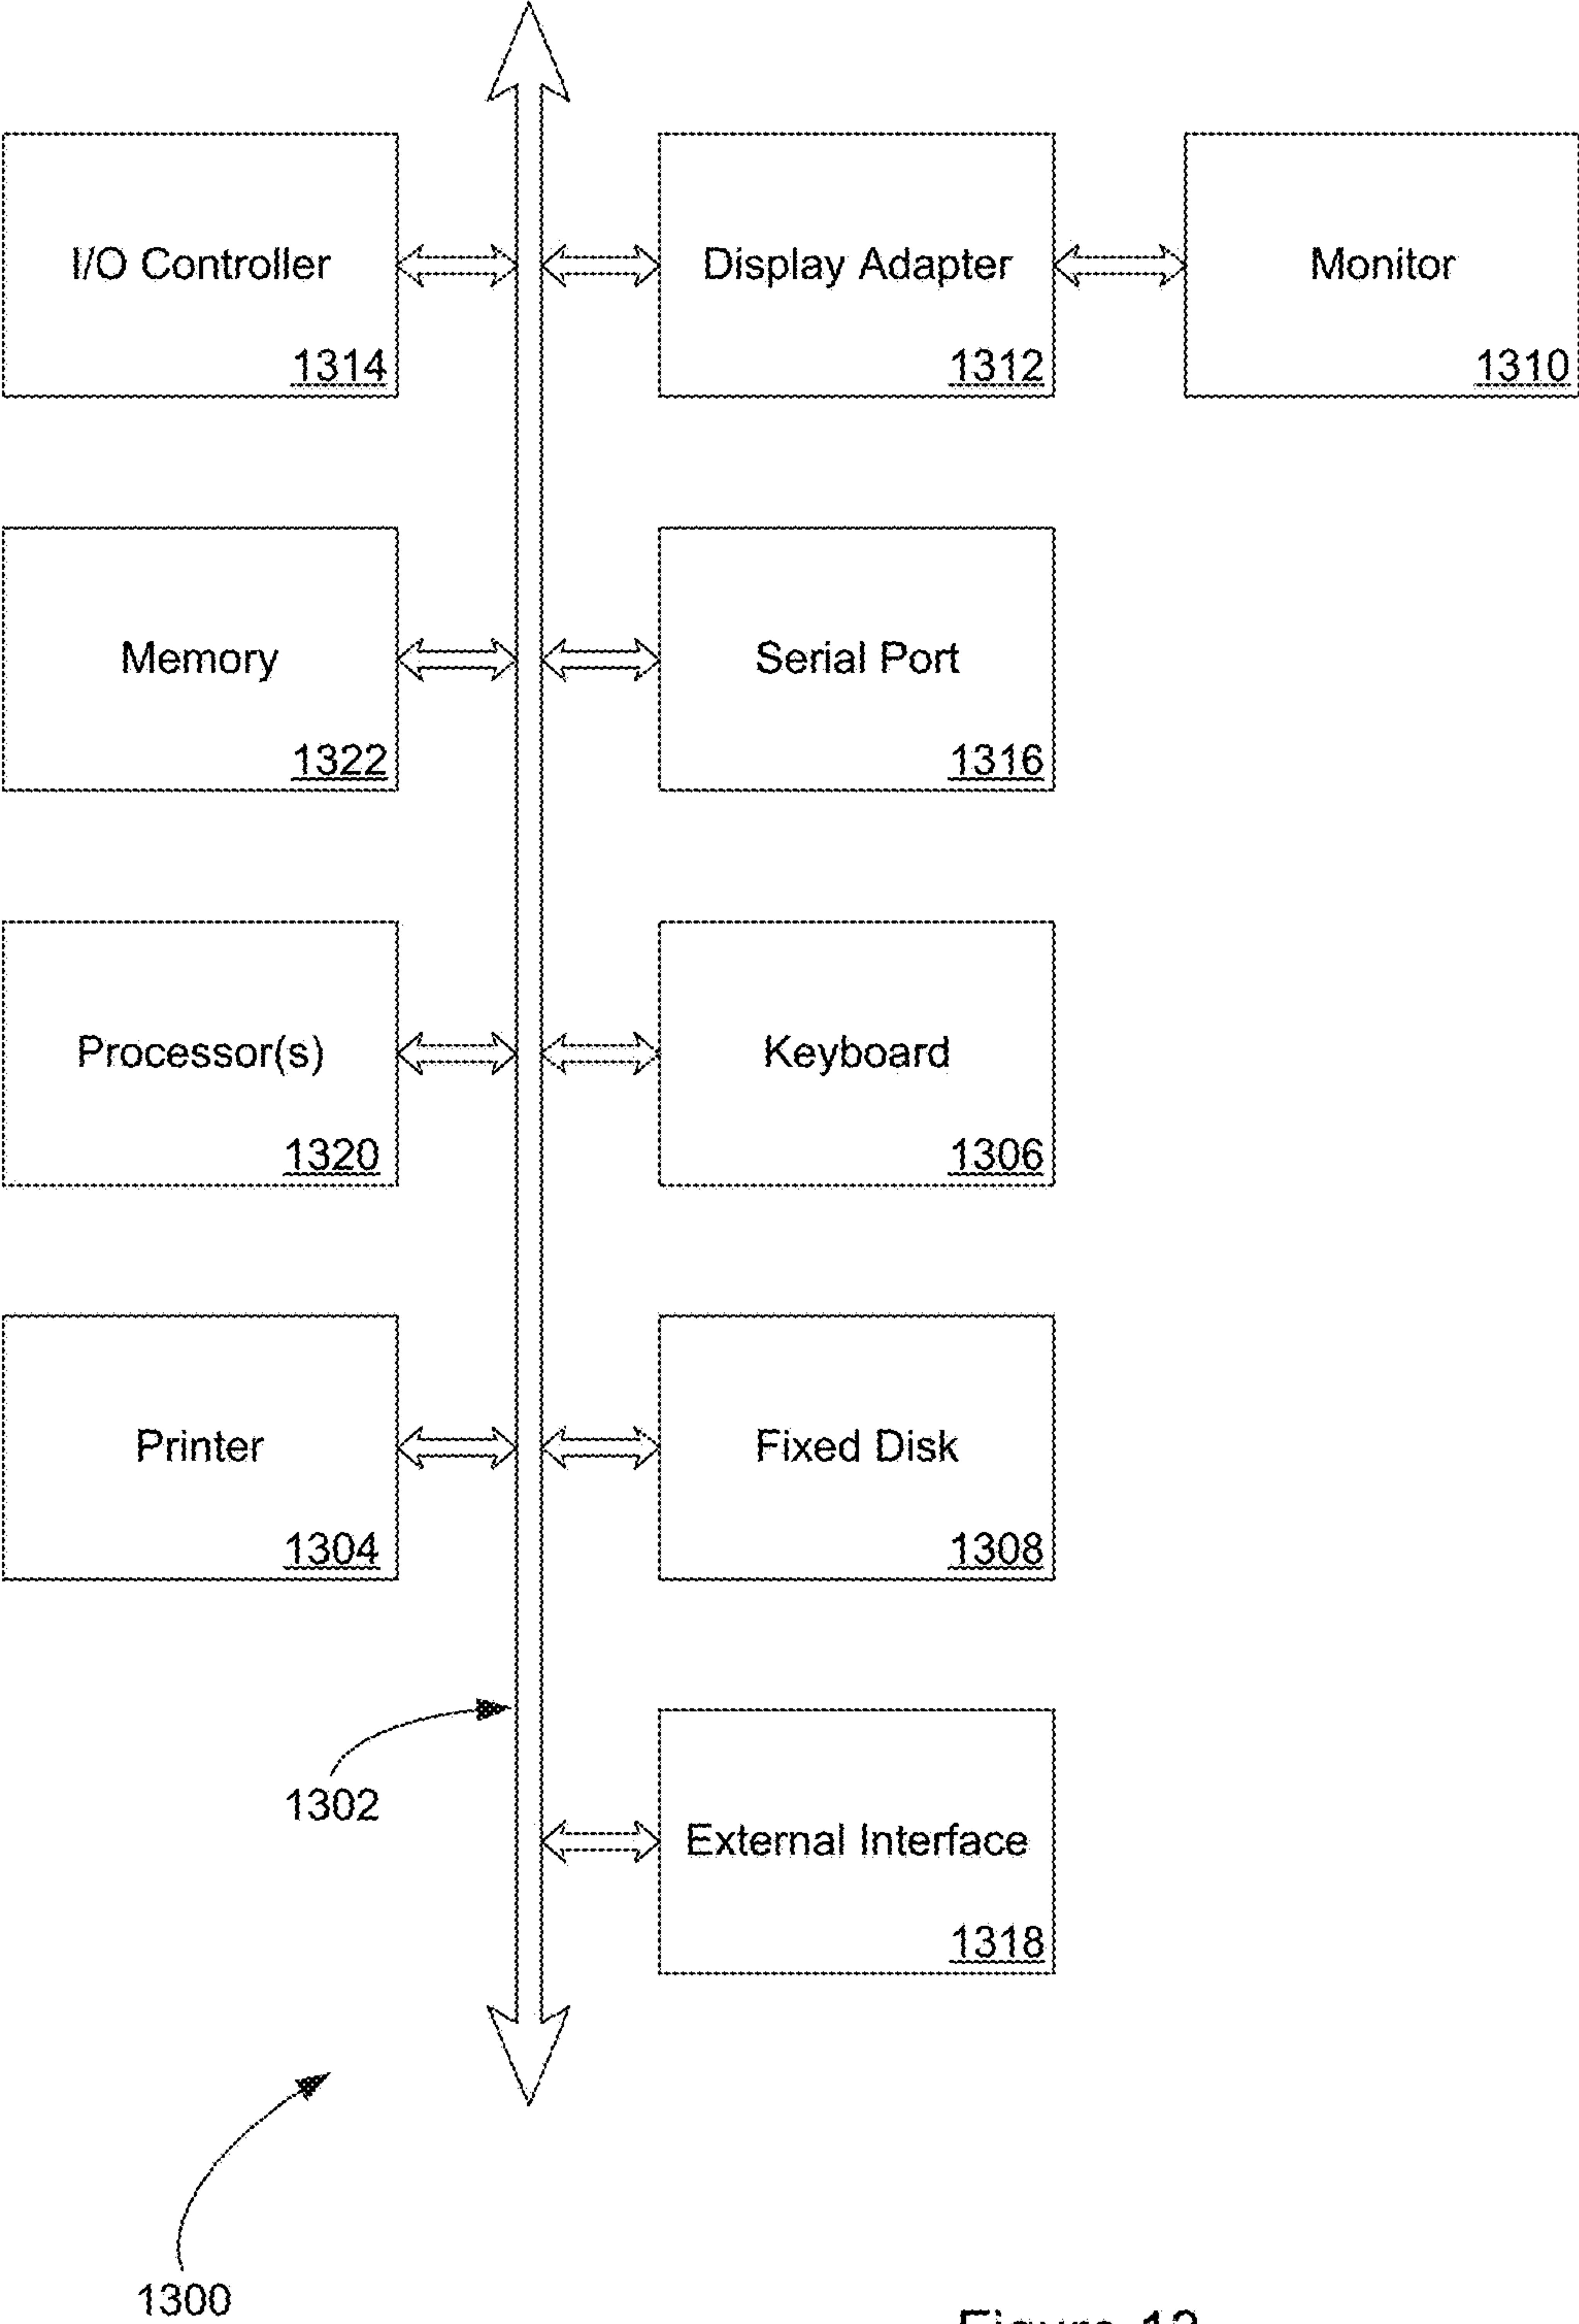 I/O Controller
1314
Display Adapter
1312
Monitor
1310
Memory
1322
Serial Port
1316
Processor(s)
1320
Keyboard
1306
Printer
1304
Fixed Disk
1308
1302
External Interface
1318
1300